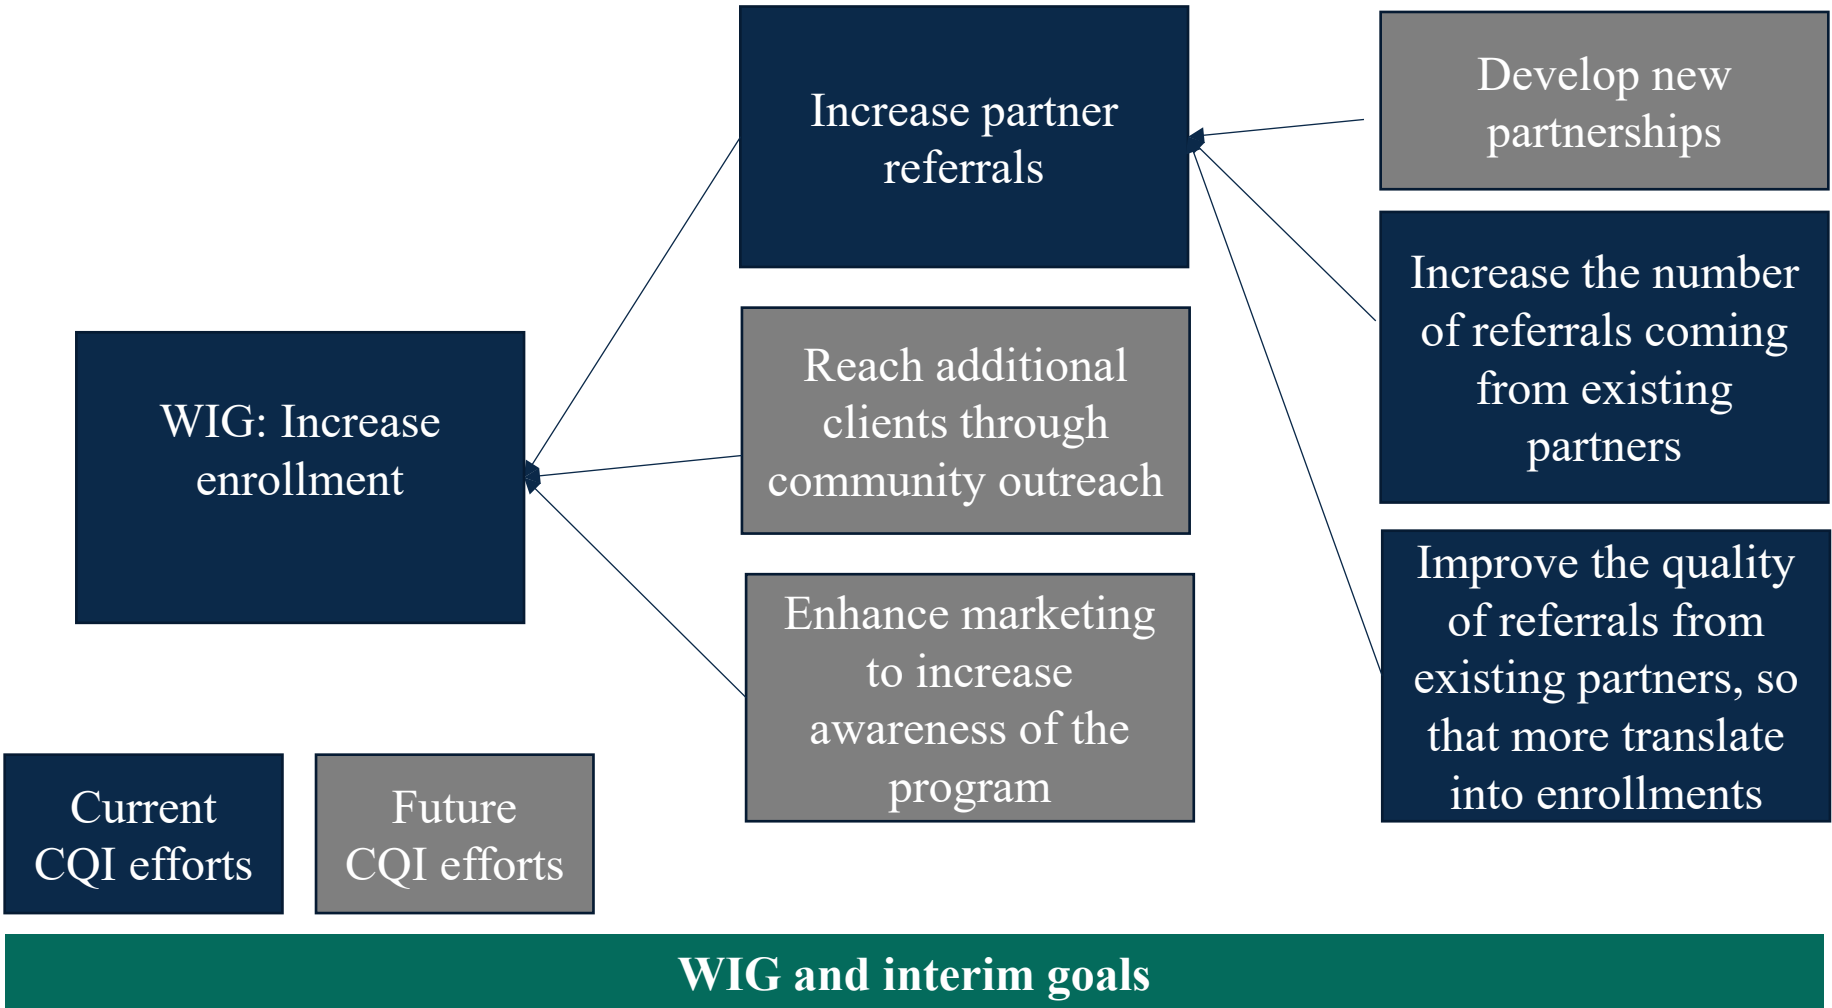 Increase partner
referrals
Develop new
partnerships
Increase the number
of referrals coming
from existing
partners
WIG: Increase
enrollment
Reach additional
clients through
community outreach
Improve the quality
of referrals from
existing partners, so
that more translate
into enrollments
Enhance marketing
to increase
awareness of the
program
Current
CQI efforts
Future
CQI efforts
WIG and interim goals